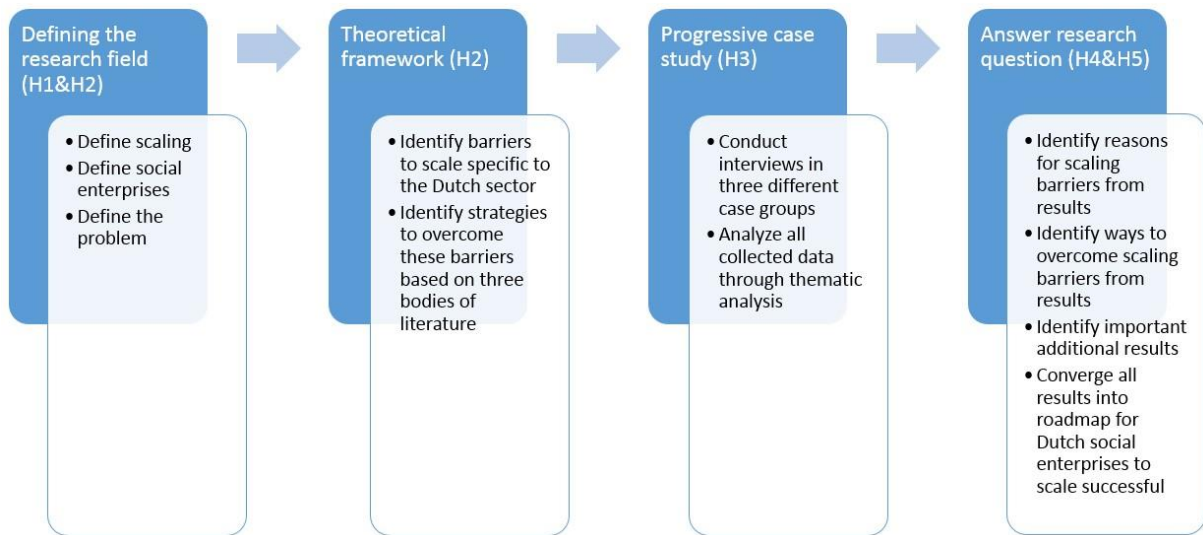 Defining the
research field
(H1&H2)
• Define scaling
• Define social
enterprises
• Define the
problem
Theoretical
framework (H2)
• Identify barriers
to scale specific to
the Dutch sector
• Identify strategies
to overcome
these barriers
based on three
bodies of
literature
Progressive case
study (H3)
• Conduct
interviews in
three different
case groups
• Analyze all
collected data
through thematic
analysis
Answer research
question (H4&H5)
• Identify reasons
for scaling
barriers from
results
• Identify ways to
overcome scaling
barriers from
results
• Identify important
additional results
• Converge all
results into
roadmap for
Dutch social
enterprises to
scale successful